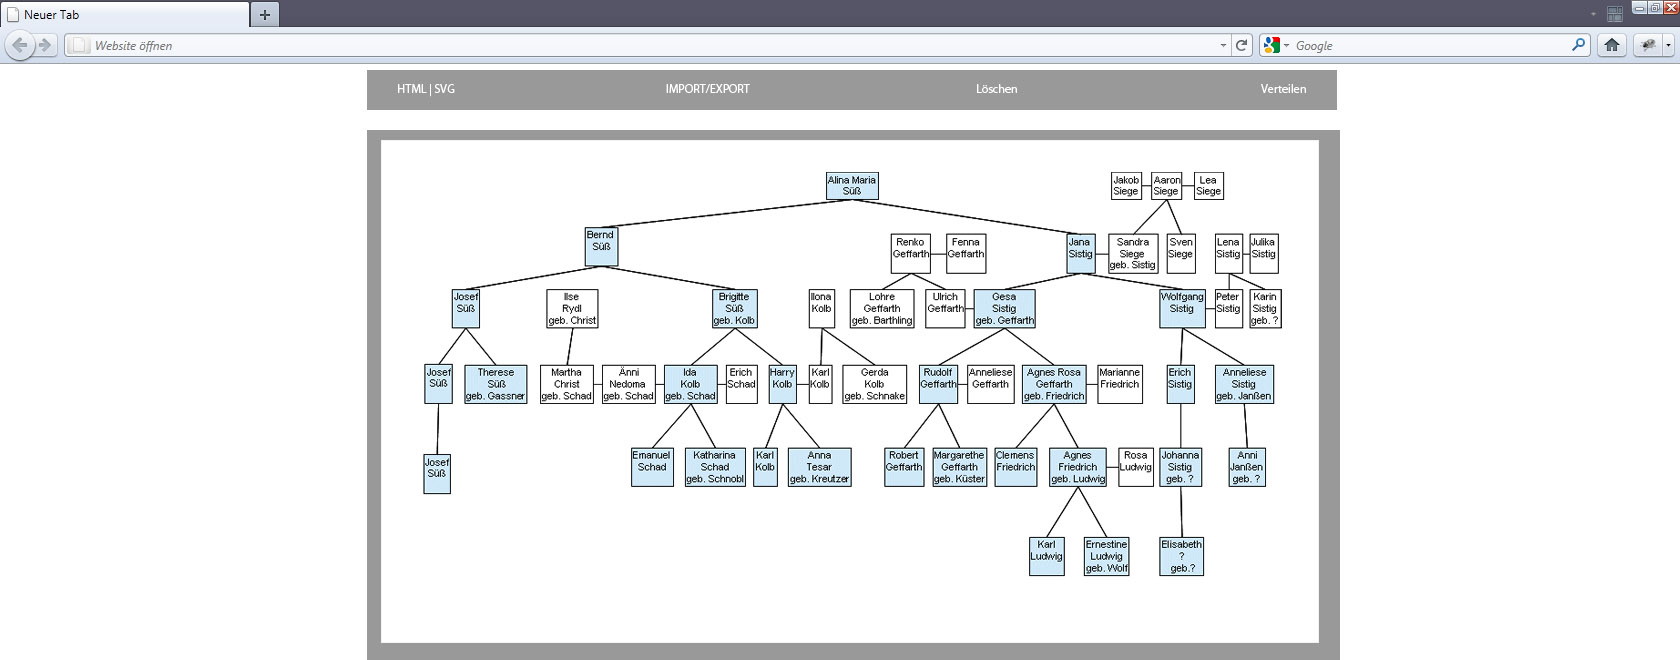 Neuer Tab
Website öffnen
Google
HTML | SVG
IMPORT/EXPORT
Löschen
Verteilen
Alina Maria
Süß
Jakob
Siege
Aaron
Siege
Lea
Siege
Bernd
Süß
Renko
Geffarth
Fenna
Geffarth
Jana
Sistig
Sandra
Siege
geb. Sistig
Sven
Siege
Lena
Sistig
Julika
Sistig
Josef
Süß
Ilse
Rydl
geb. Christ
Brigitte
Süß
geb. Kolb
Ilona
Kolb
Lohre
Geffarth
geb. Barthling
Ulrich
Geffarth
Gesa
Sistig
geb. Geffarth
Wolfgang
Sistig
Peter
Sistig
Karin
Sistig
geb. ?
Josef
Süß
Therese
Süß
geb. Gassner
Martha
Christ
geb. Schad
Änni
Nedoma
geb. Schad
Ida
Kolb
geb. Schad
Erich
Schad
Harry
Kolb
Karl
Kolb
Gerda
Kolb
geb. Schnake
Rudolf
Geffarth
Anneliese
Geffarth
Agnes Rosa
Geffarth
geb. Friedrich
Marianne
Friedrich
Erich
Sistig
Anneliese
Sistig
geb. Janßen
Josef
Süß
Emanuel
Schad
Katharina
Schad
geb. Schnobl
Karl
Kolb
Anna
Tesar
geb. Kreutzer
Robert
Geffarth
Margarethe
Geffarth
geb. Küster
Clemens
Friedrich
Agnes
Friedrich
geb. Ludwig
Rosa
Ludwig
Johanna
Sistig
geb. ?
Anni
Janßen
geb. ?
Karl
Ludwig
Ernestine
Ludwig
geb. Wolf
Elisabeth
?
geb.?